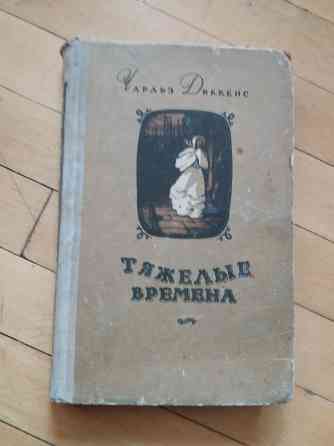 Чарльз Диккенс
ТЯЖЕЛЫЕ
ВРЕМЕНА